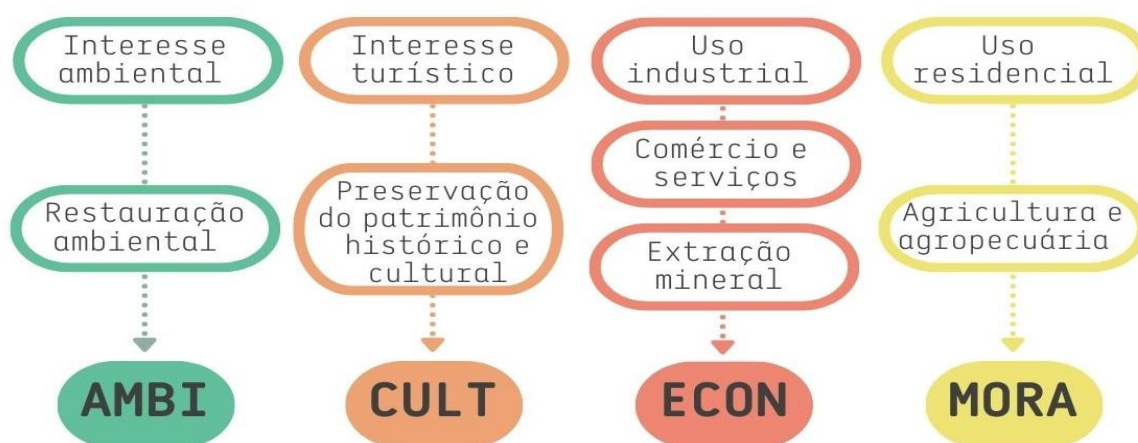 Interesse
ambiental
Restauração
ambiental
AMBI
Interesse
turístico
Preservação
do patrimônio
histórico e
cultural
CULT
Uso
industrial
Comércio e
serviços
Extração
mineral
ECON
Uso
residencial
Agricultura e
agropecuária
MORA